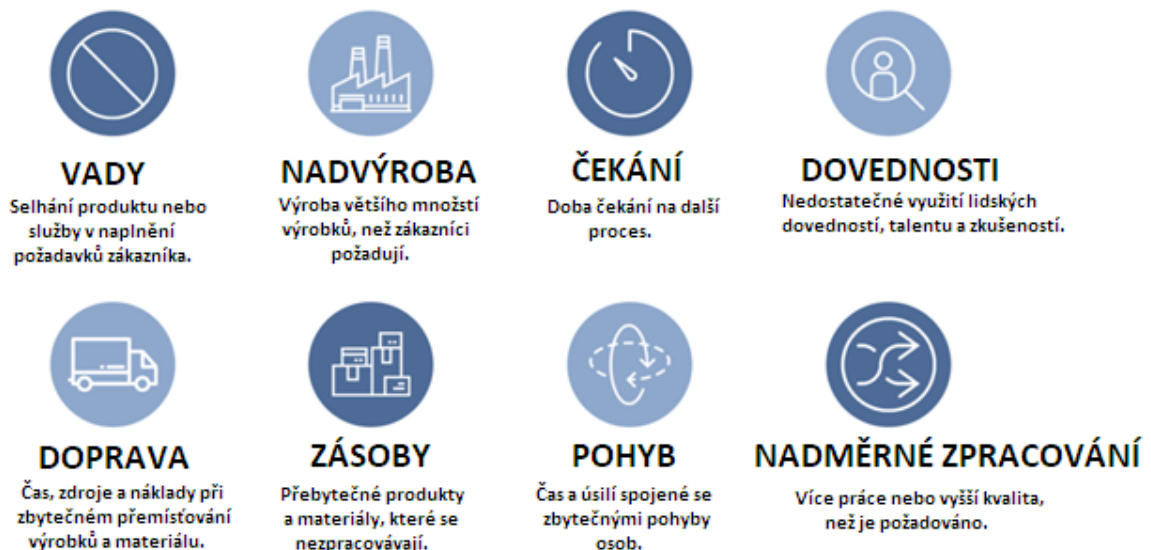 VADY
Selhání produktu nebo
služby v naplnění
požadavků zákazníka.
NADVÝROBA
Výroba většího množstí
výrobků, než zákazníci
požadují.
ČEKÁNÍ
Doba čekání na další
proces.
DOVEDNOSTI
Nedostatečné využití lidských
dovedností, talentu a zkušeností.
DOPRAVA
Čas, zdroje a náklady při
zbytečném přemísťování
výrobků a materiálu.
ZÁSOBY
Přebytečné produkty
a materiály, které se
nezpracovávají.
POHYB
Čas a úsilí spojené se
zbytečnými pohyby
osob.
NADMĚRNÉ ZPRACOVÁNÍ
Více práce nebo vyšší kvalita,
než je požadováno.